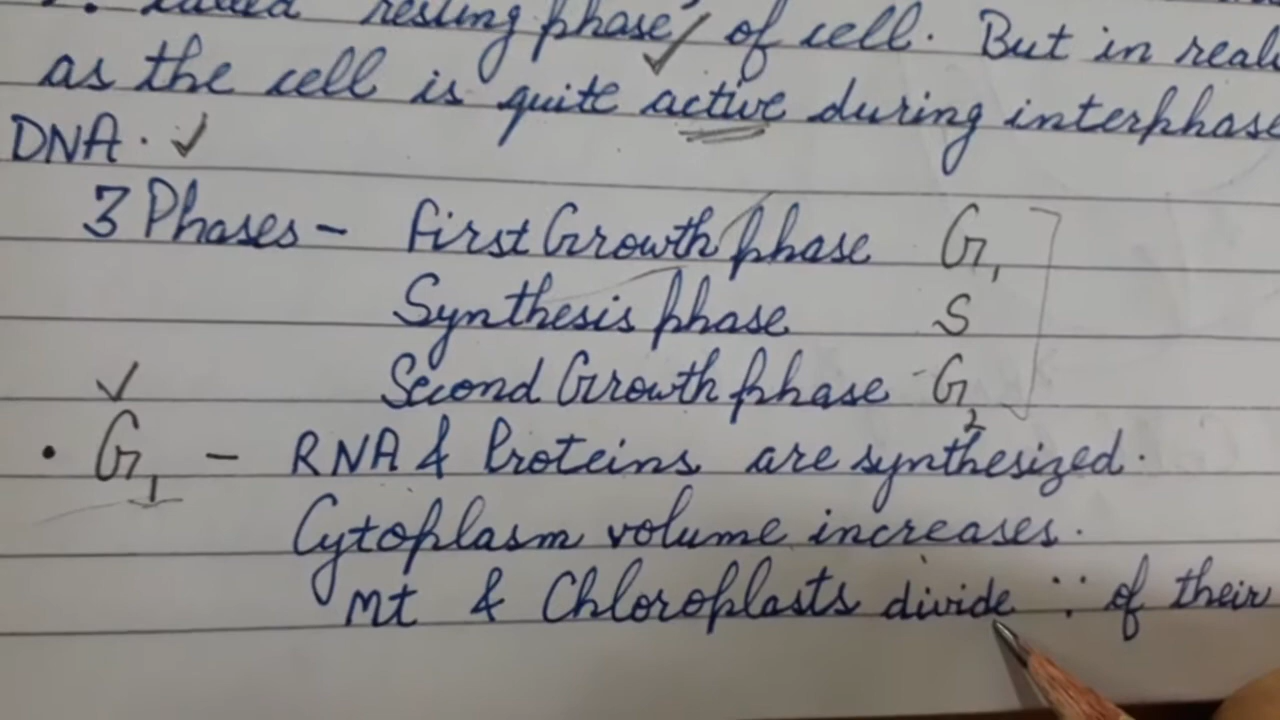 called resting phase, of cell. But in real
as the cell is quite active during interphase
DNA.
3 Phases - First Growth phase G1
Synthesis phase S
Second Growth phase - G2
• G1 - RNA & Proteins are synthesized.
Cytoplasm volume increases.
Mt & Chloroplasts divide ∵ of their